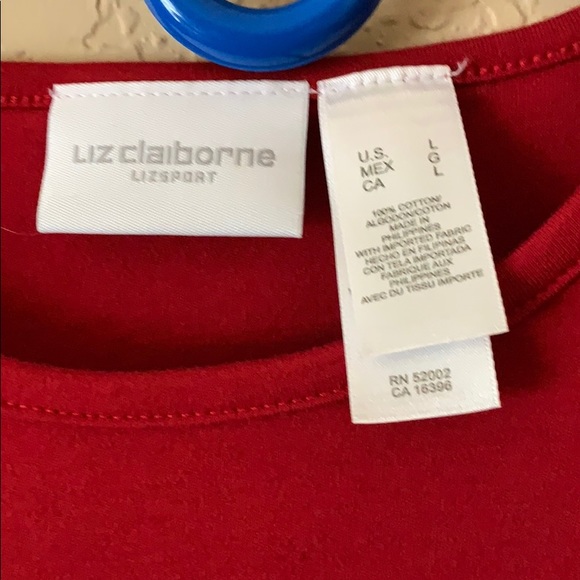 LIZ claiborne
LIZSPORT
U.S. L
MEX G
CA L
100% COTTON/
ALGODON/COTON
MADE IN
PHILIPPINES
WITH IMPORTED FABRIC
HECHO EN FILIPINAS
CON TELA IMPORTADA
FABRIQUE AUX
PHILIPPINES
AVEC DU TISSU IMPORTE
RN 52002
CA 16396